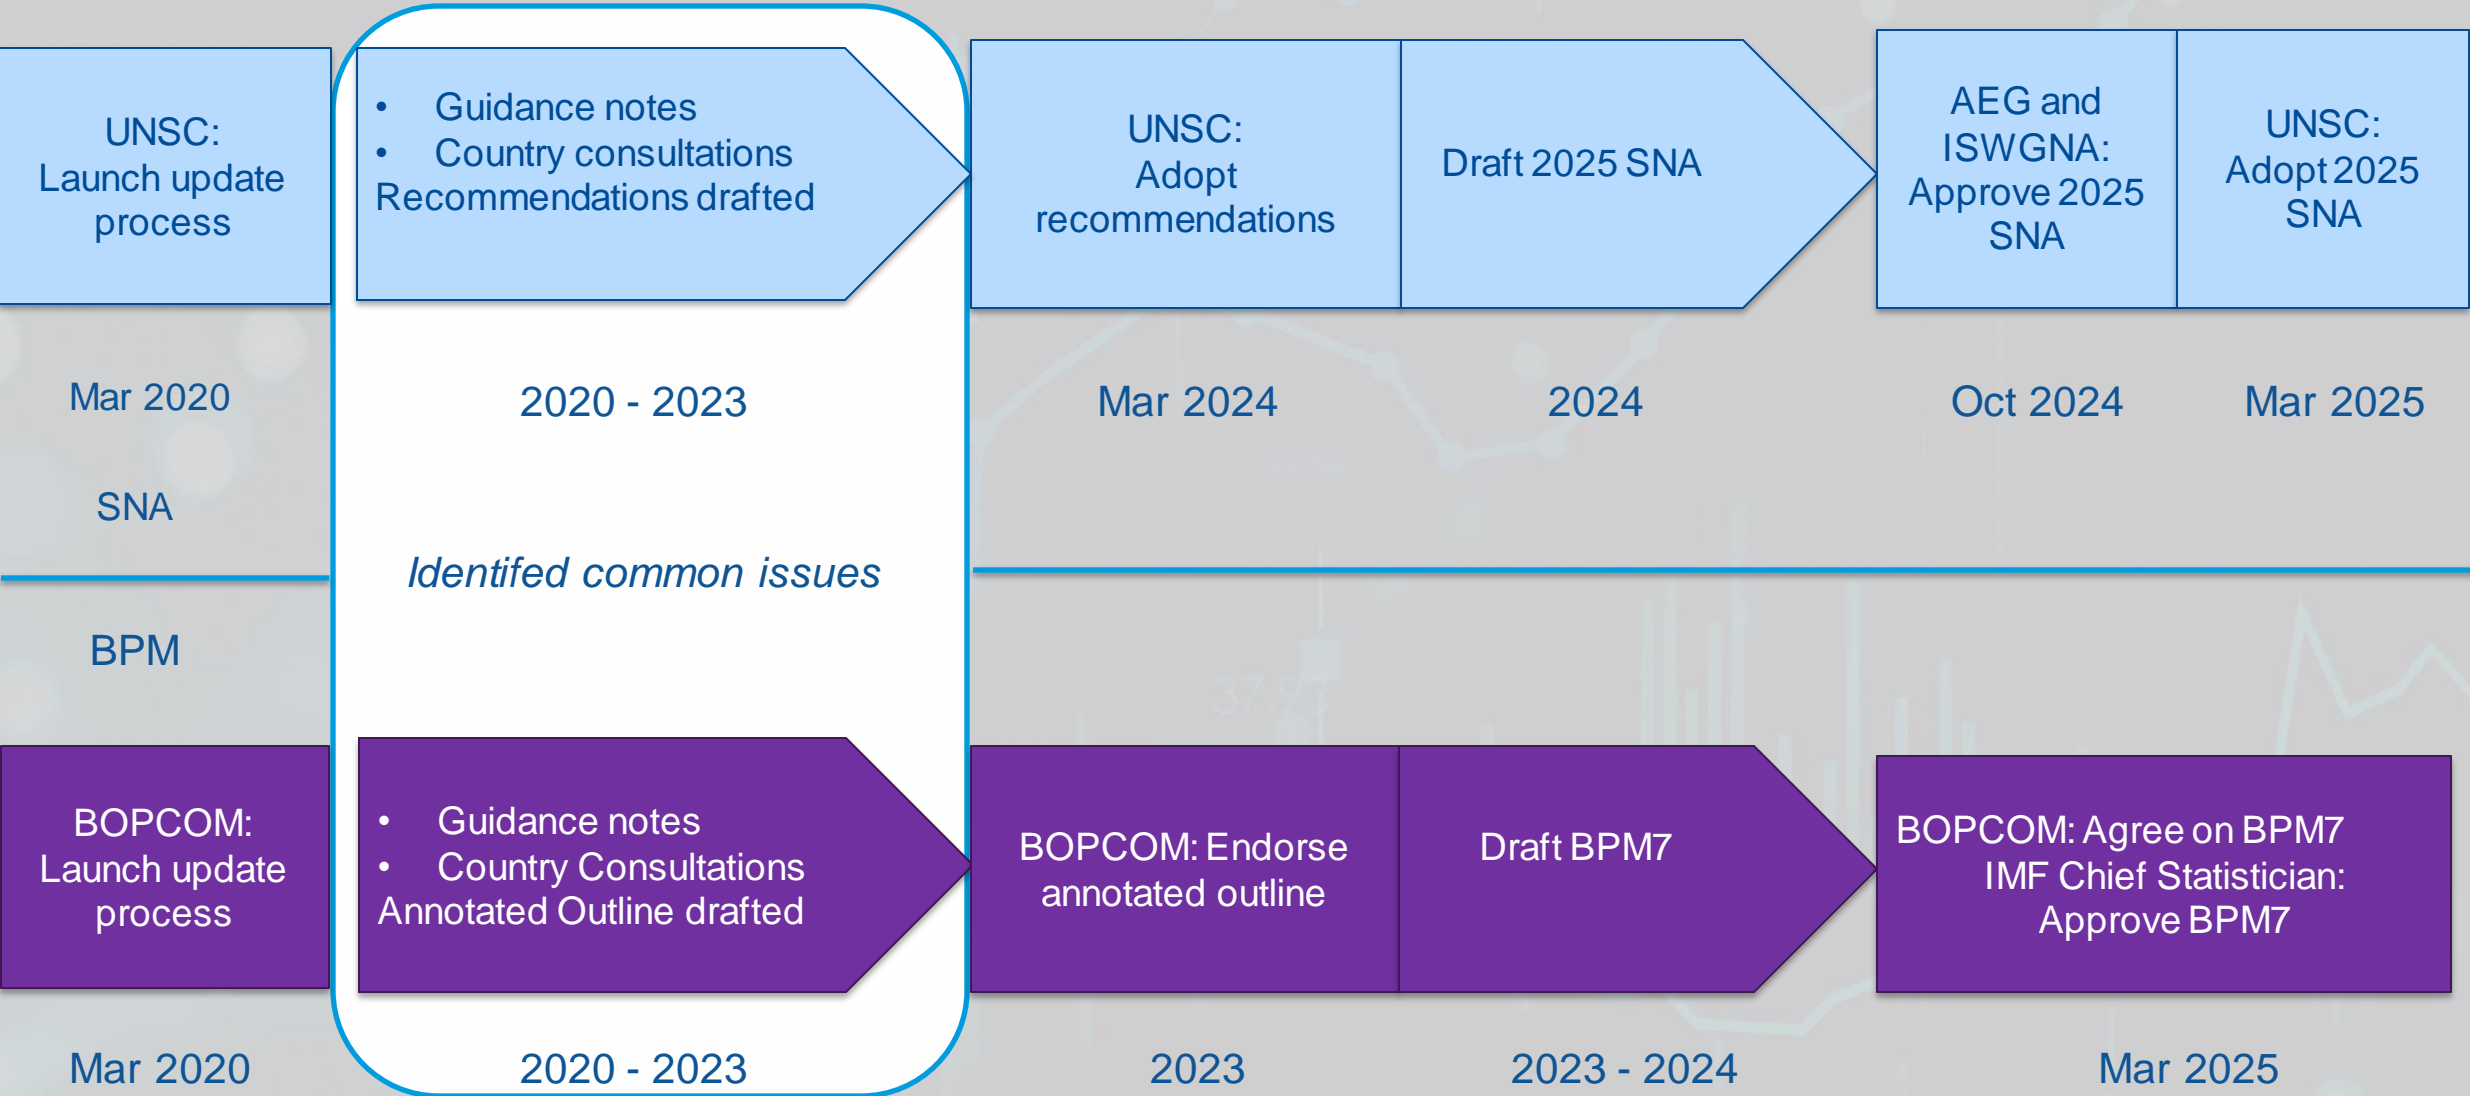 UNSC:
Launch update
process
• Guidance notes
• Country consultations
Recommendations drafted
UNSC:
Adopt
recommendations
Draft 2025 SNA
AEG and
ISWGNA:
Approve 2025
SNA
UNSC:
Adopt 2025
SNA
Mar 2020
2020 - 2023
Mar 2024
2024
Oct 2024
Mar 2025
SNA
Identifed common issues
BPM
37.93
BOPCOM:
Launch update
process
• Guidance notes
• Country Consultations
Annotated Outline drafted
BOPCOM: Endorse
annotated outline
Draft BPM7
BOPCOM: Agree on BPM7
IMF Chief Statistician:
Approve BPM7
Mar 2020
2020 - 2023
2023
2023 - 2024
Mar 2025